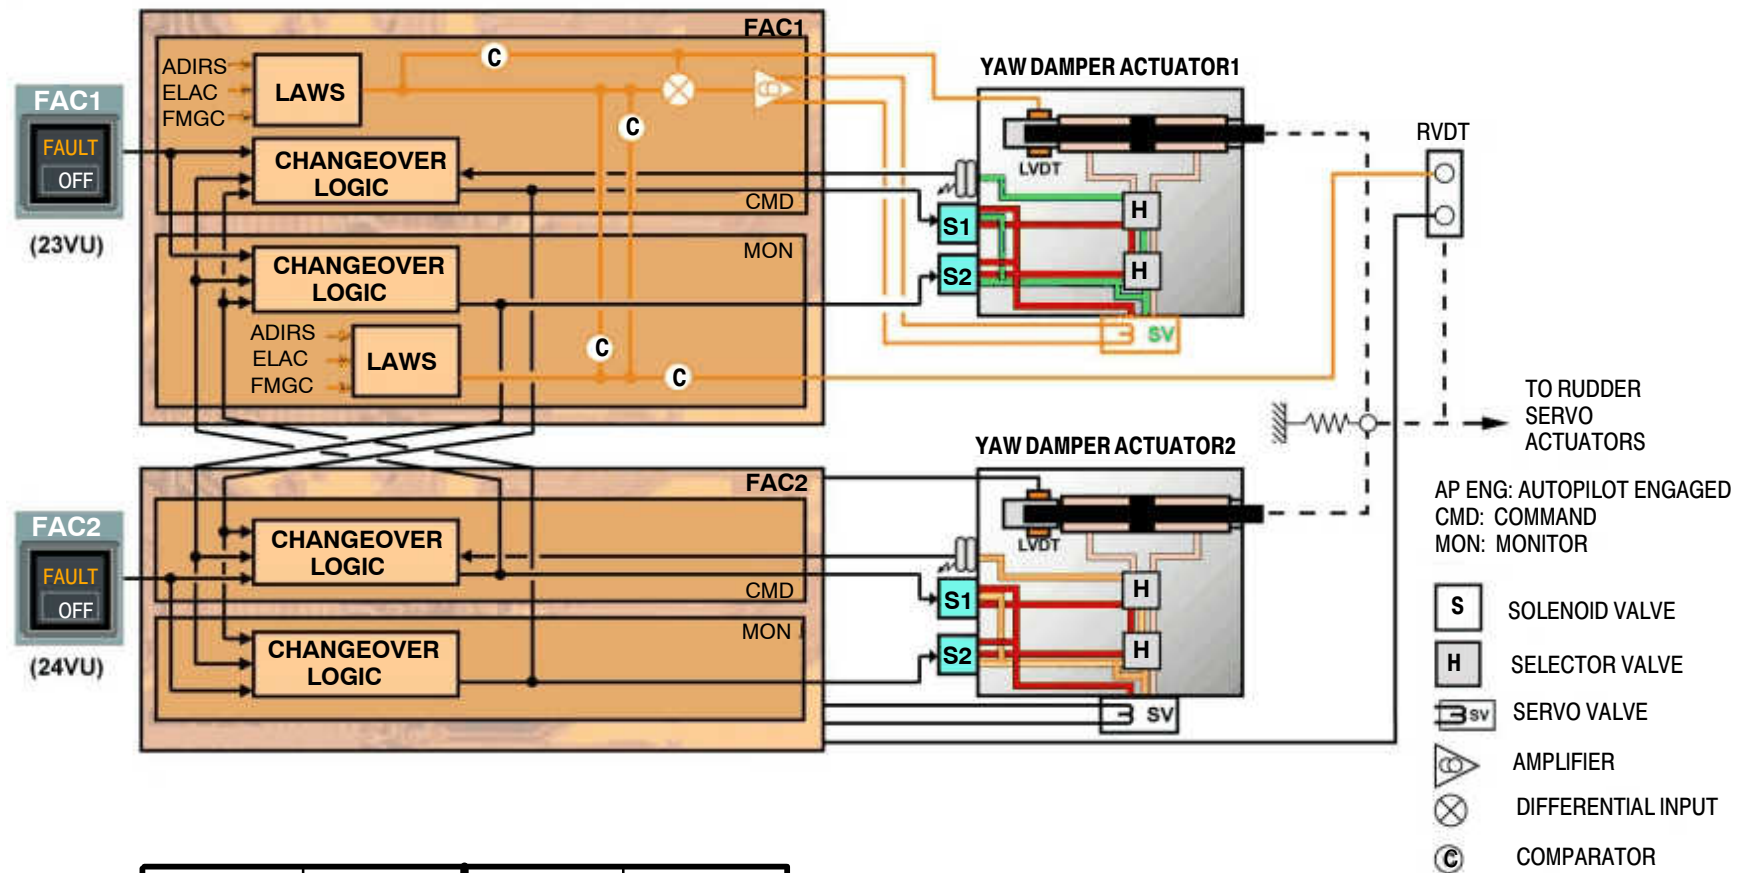 FAC1
FAULT
OFF
(23VU)
FAC1
ADIRS
ELAC
FMGC
LAWS
C
C
CHANGEOVER
LOGIC
CMD
MON
CHANGEOVER
LOGIC
ADIRS
ELAC
FMGC
LAWS
C
C
YAW DAMPER ACTUATOR1
LVDT
H
S1
H
S2
SV
RVDT
TO RUDDER
SERVO
ACTUATORS
FAC2
FAULT
OFF
(24VU)
FAC2
CHANGEOVER
LOGIC
CMD
MON
CHANGEOVER
LOGIC
YAW DAMPER ACTUATOR2
LVDT
H
S1
H
S2
SV
AP ENG: AUTOPILOT ENGAGED
CMD: COMMAND
MON: MONITOR
S SOLENOID VALVE
H SELECTOR VALVE
SV SERVO VALVE
AMPLIFIER
DIFFERENTIAL INPUT
C COMPARATOR